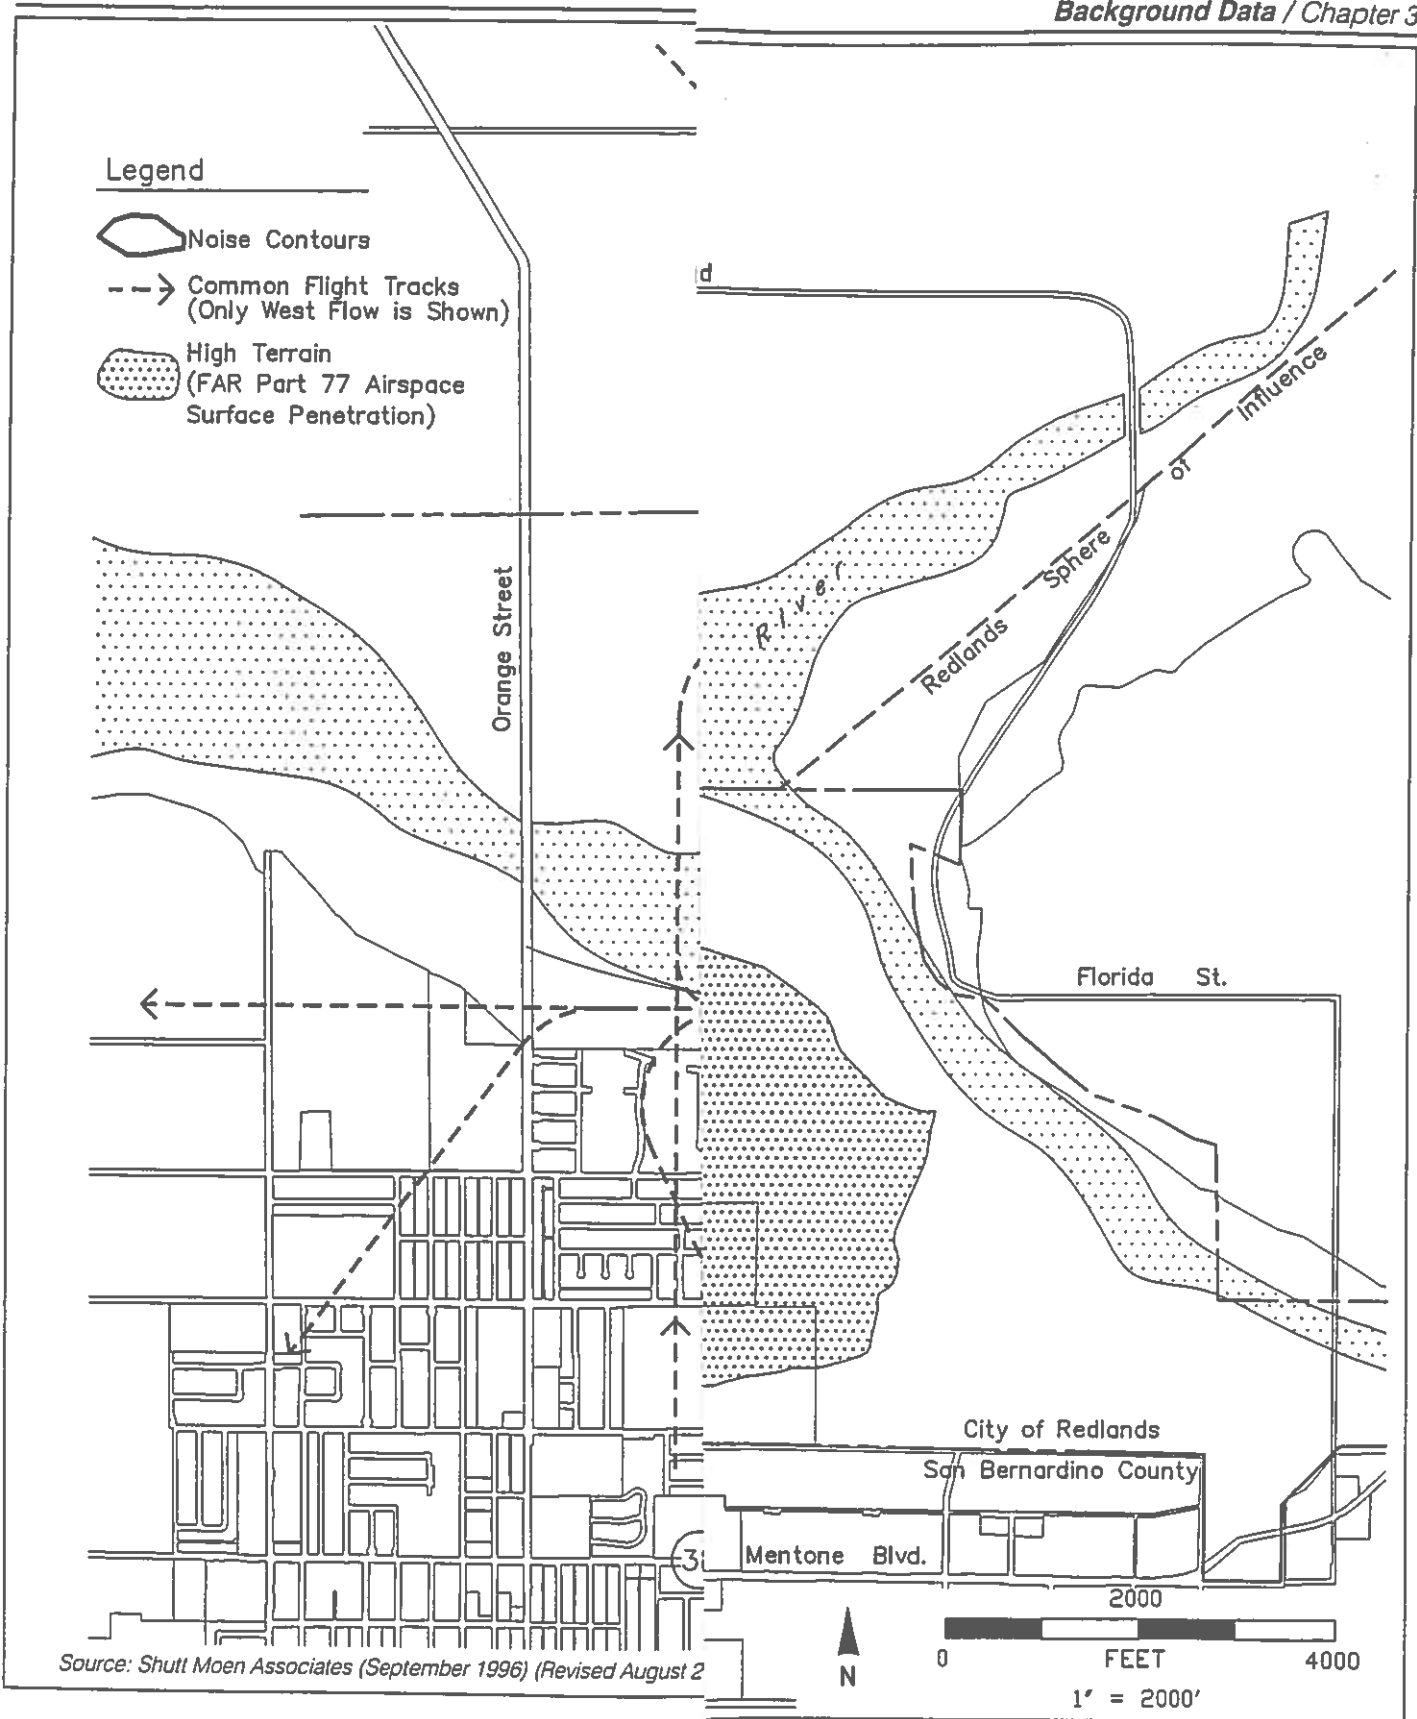 Background Data / Chapter 3
Legend
Noise Contours
Common Flight Tracks
(Only West Flow is Shown)
High Terrain
(FAR Part 77 Airspace
Surface Penetration)
d
Orange Street
River
Redlands Sphere of Influence
Florida St.
City of Redlands
San Bernardino County
3
Mentone Blvd.
2000
0 FEET 4000
N
1" = 2000'
Source: Shutt Moen Associates (September 1996) (Revised August 2